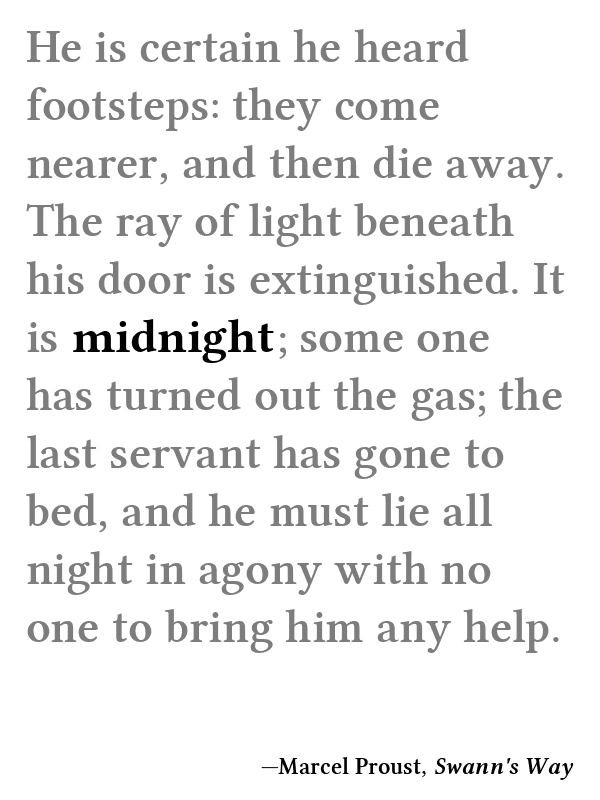 He is certain he heard
footsteps: they come
nearer, and then die away.
The ray of light beneath
his door is extinguished. It
is midnight; some one
has turned out the gas; the
last servant has gone to
bed, and he must lie all
night in agony with no
one to bring him any help.
—Marcel Proust, Swann's Way